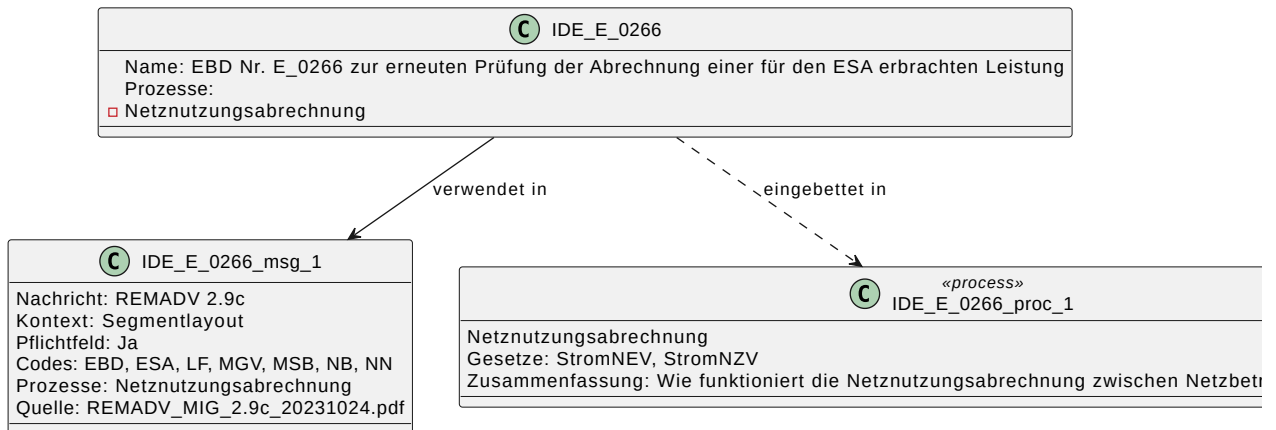 C IDE_E_0266
Name: EBD Nr. E_0266 zur erneuten Prüfung der Abrechnung einer für den ESA erbrachten Leistung
Prozesse:
Netznutzungsabrechnung
verwendet in
eingebettet in
C IDE_E_0266_msg_1
Nachricht: REMADV 2.9c
Kontext: Segmentlayout
Pflichtfeld: Ja
Codes: EBD, ESA, LF, MGV, MSB, NB, NN
Prozesse: Netznutzungsabrechnung
Quelle: REMADV_MIG_2.9c_20231024.pdf
«process»
C IDE_E_0266_proc_1
Netznutzungsabrechnung
Gesetze: StromNEV, StromNZV
Zusammenfassung: Wie funktioniert die Netznutzungsabrechnung zwischen